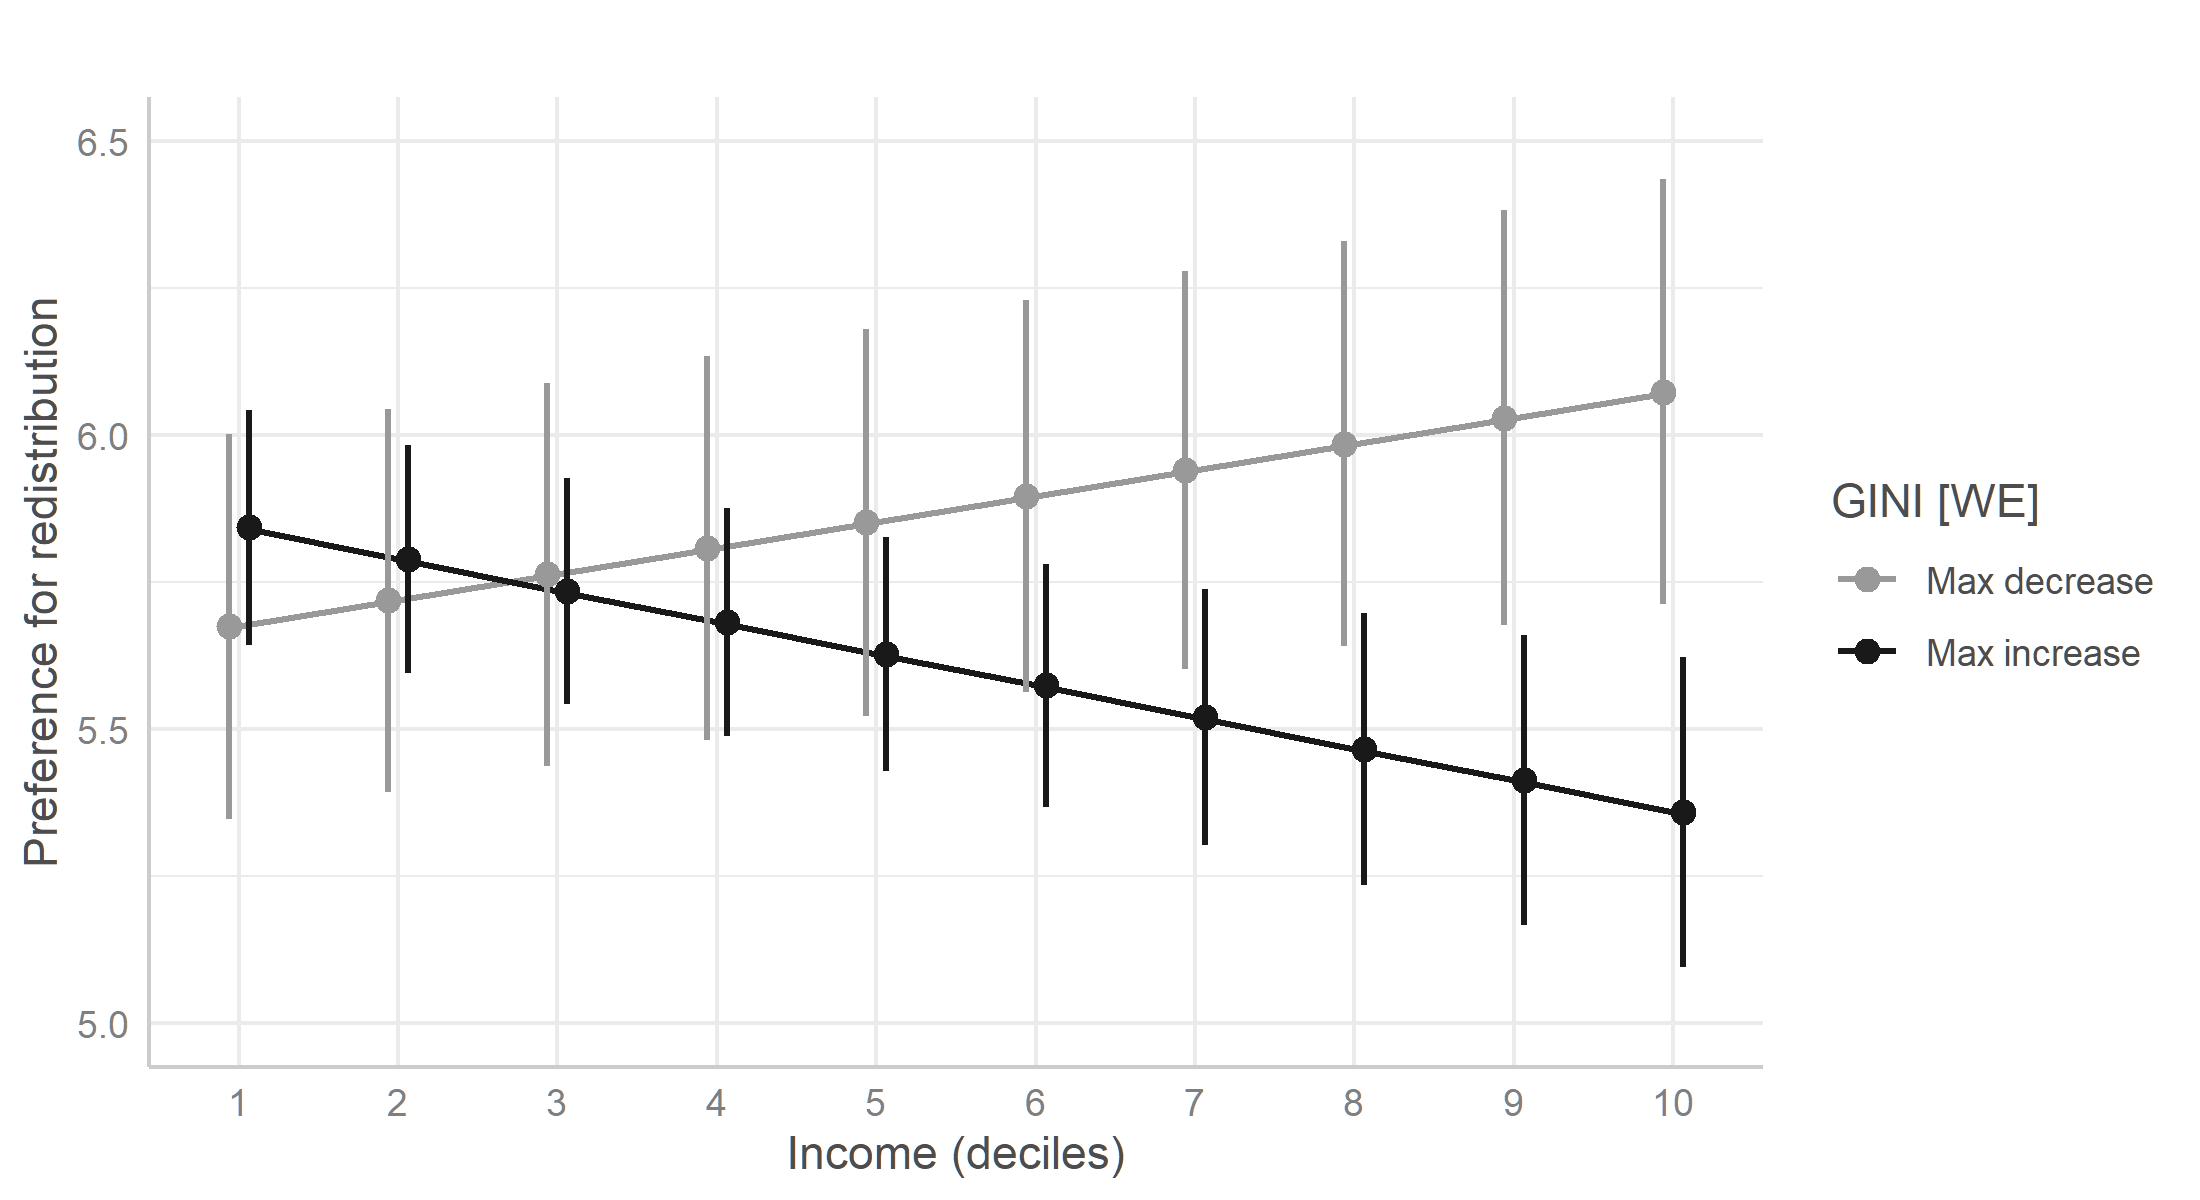 6.5
6.0
5.5
5.0
Preference for redistribution
1 2 3 4 5 6 7 8 9 10
Income (deciles)
GINI [WE]
Max decrease
Max increase